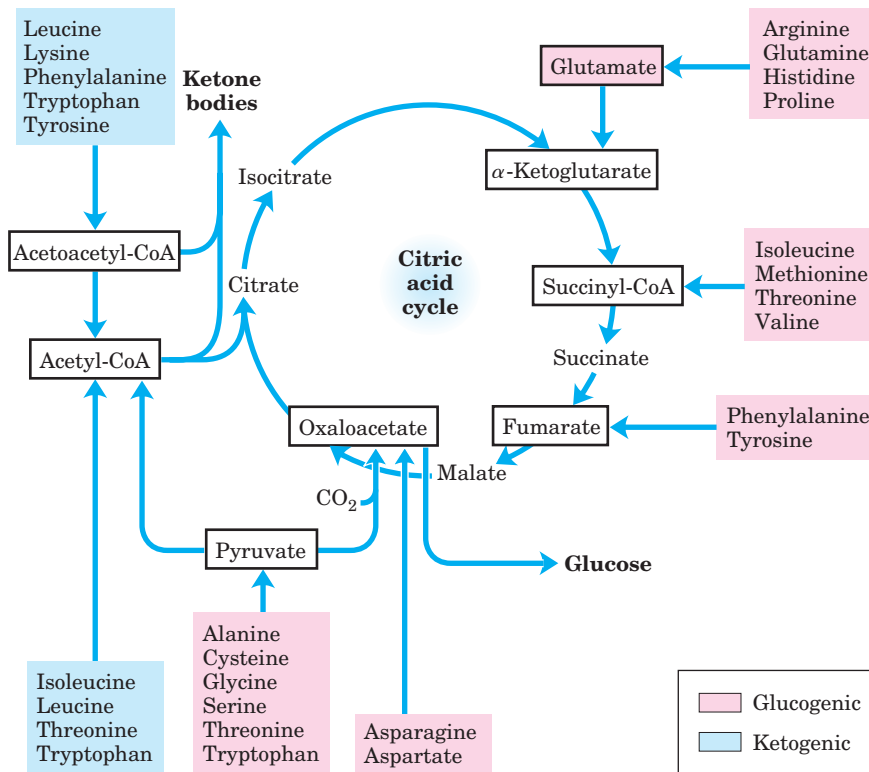 Leucine
Lysine
Phenylalanine
Tryptophan
Tyrosine
Ketone
bodies
Glutamate
Arginine
Glutamine
Histidine
Proline
Isocitrate
α-Ketoglutarate
Acetoacetyl-CoA
Citrate
Citric
acid
cycle
Succinyl-CoA
Isoleucine
Methionine
Threonine
Valine
Acetyl-CoA
Succinate
Oxaloacetate
Fumarate
Phenylalanine
Tyrosine
Malate
CO₂
Pyruvate
Glucose
Isoleucine
Leucine
Threonine
Tryptophan
Alanine
Cysteine
Glycine
Serine
Threonine
Tryptophan
Asparagine
Aspartate
Glucogenic
Ketogenic